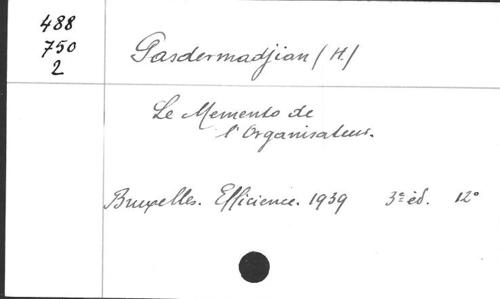 488
750
2
Pasdermadjian (H.)
Le Memento de
l'Organisateur.
Bruxelles. Efficience. 1939 3e éd. 12°